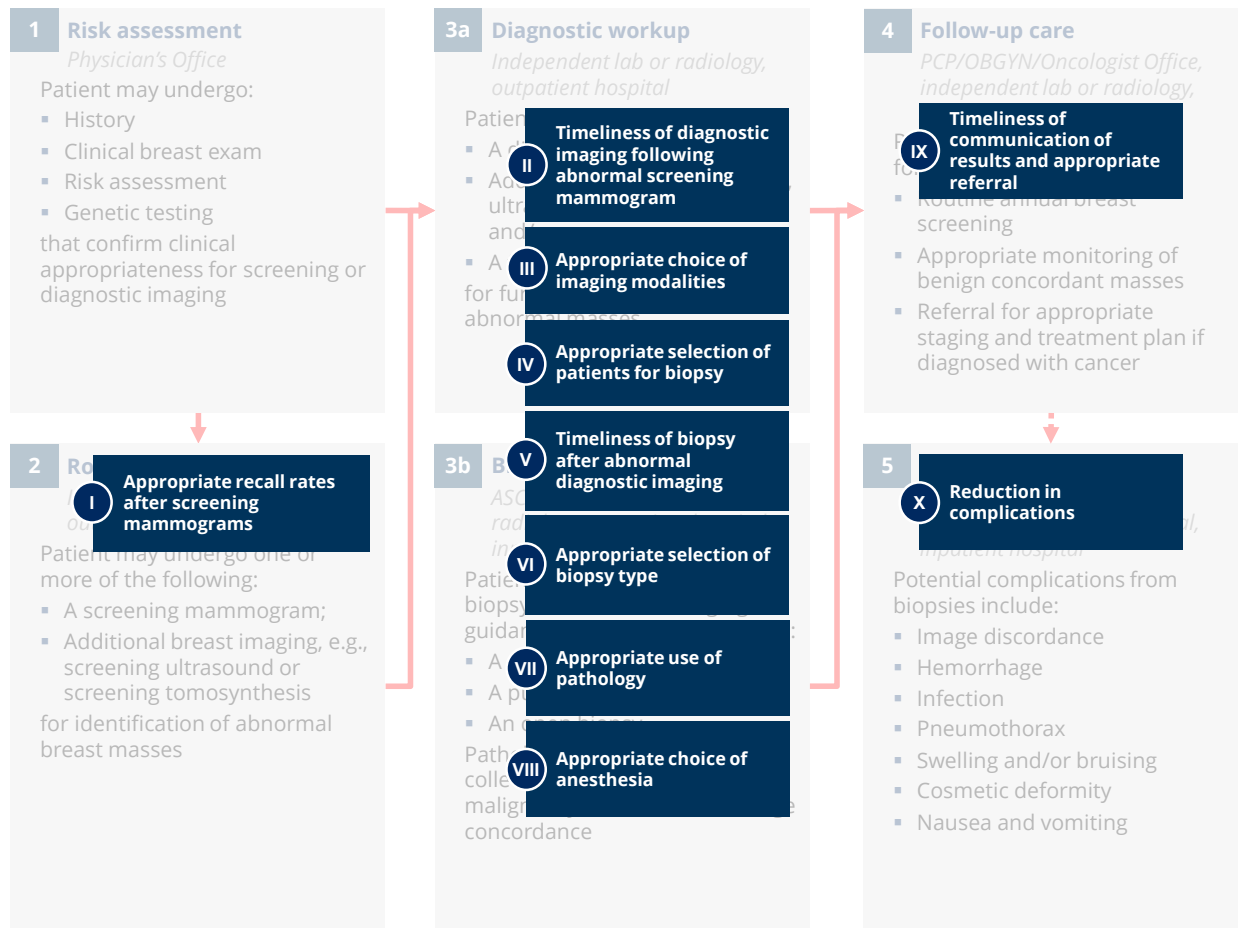 1 Risk assessment
Physician's Office
Patient may undergo:
▪ History
▪ Clinical breast exam
▪ Risk assessment
▪ Genetic testing
that confirm clinical
appropriateness for screening or
diagnostic imaging
2
I Appropriate recall rates
after screening
mammograms
Patient may undergo one or
more of the following:
▪ A screening mammogram;
▪ Additional breast imaging, e.g.,
screening ultrasound or
screening tomosynthesis
for identification of abnormal
breast masses
3a Diagnostic workup
Independent lab or radiology,
outpatient hospital
II Timeliness of diagnostic
imaging following
abnormal screening
mammogram
III Appropriate choice of
imaging modalities
abnormal masses
IV Appropriate selection of
patients for biopsy
3b
V Timeliness of biopsy
after abnormal
diagnostic imaging
VI Appropriate selection of
biopsy type
VII Appropriate use of
pathology
▪ An open biopsy
VIII Appropriate choice of
anesthesia
concordance
4 Follow-up care
PCP/OBGYN/Oncologist Office,
independent lab or radiology,
IX Timeliness of
communication of
results and appropriate
referral
▪ Routine annual breast
screening
▪ Appropriate monitoring of
benign concordant masses
▪ Referral for appropriate
staging and treatment plan if
diagnosed with cancer
5
X Reduction in
complications
inpatient hospital
Potential complications from
biopsies include:
▪ Image discordance
▪ Hemorrhage
▪ Infection
▪ Pneumothorax
▪ Swelling and/or bruising
▪ Cosmetic deformity
▪ Nausea and vomiting